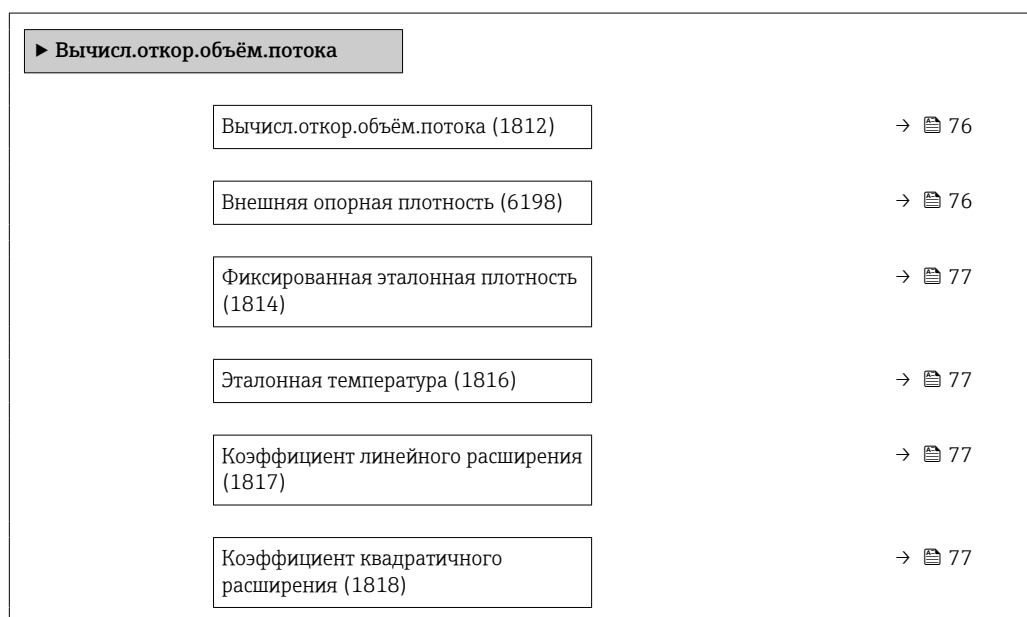 ▶ Вычисл.откор.объём.потока
Вычисл.откор.объём.потока (1812) → 76
Внешняя опорная плотность (6198) → 76
Фиксированная эталонная плотность → 77
(1814)
Эталонная температура (1816) → 77
Коэффициент линейного расширения → 77
(1817)
Коэффициент квадратичного → 77
расширения (1818)